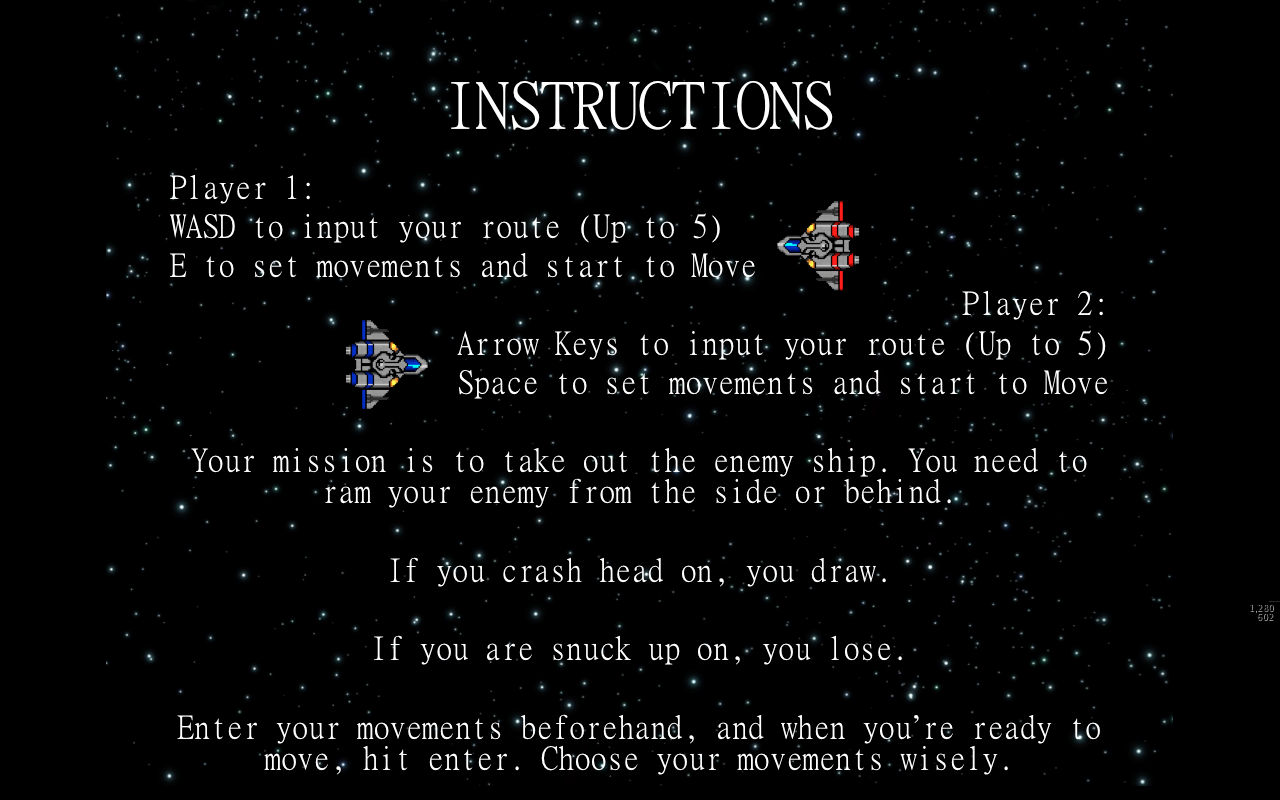 INSTRUCTIONS
Player 1:
WASD to input your route (Up to 5)
E to set movements and start to Move
Player 2:
Arrow Keys to input your route (Up to 5)
Space to set movements and start to Move
Your mission is to take out the enemy ship. You need to
ram your enemy from the side or behind.
If you crash head on, you draw.
If you are snuck up on, you lose.
Enter your movements beforehand, and when you’re ready to
move, hit enter. Choose your movements wisely.
1,280
602